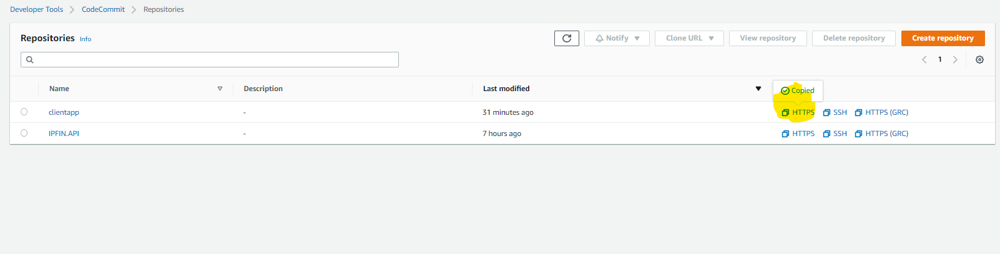 Developer Tools > CodeCommit > Repositories
Repositories Info
Notify Clone URL View repository Delete repository Create repository
1
Name Description Last modified
Copied
clientapp - 31 minutes ago HTTPS SSH HTTPS (GRC)
IPFIN.API - 7 hours ago HTTPS SSH HTTPS (GRC)